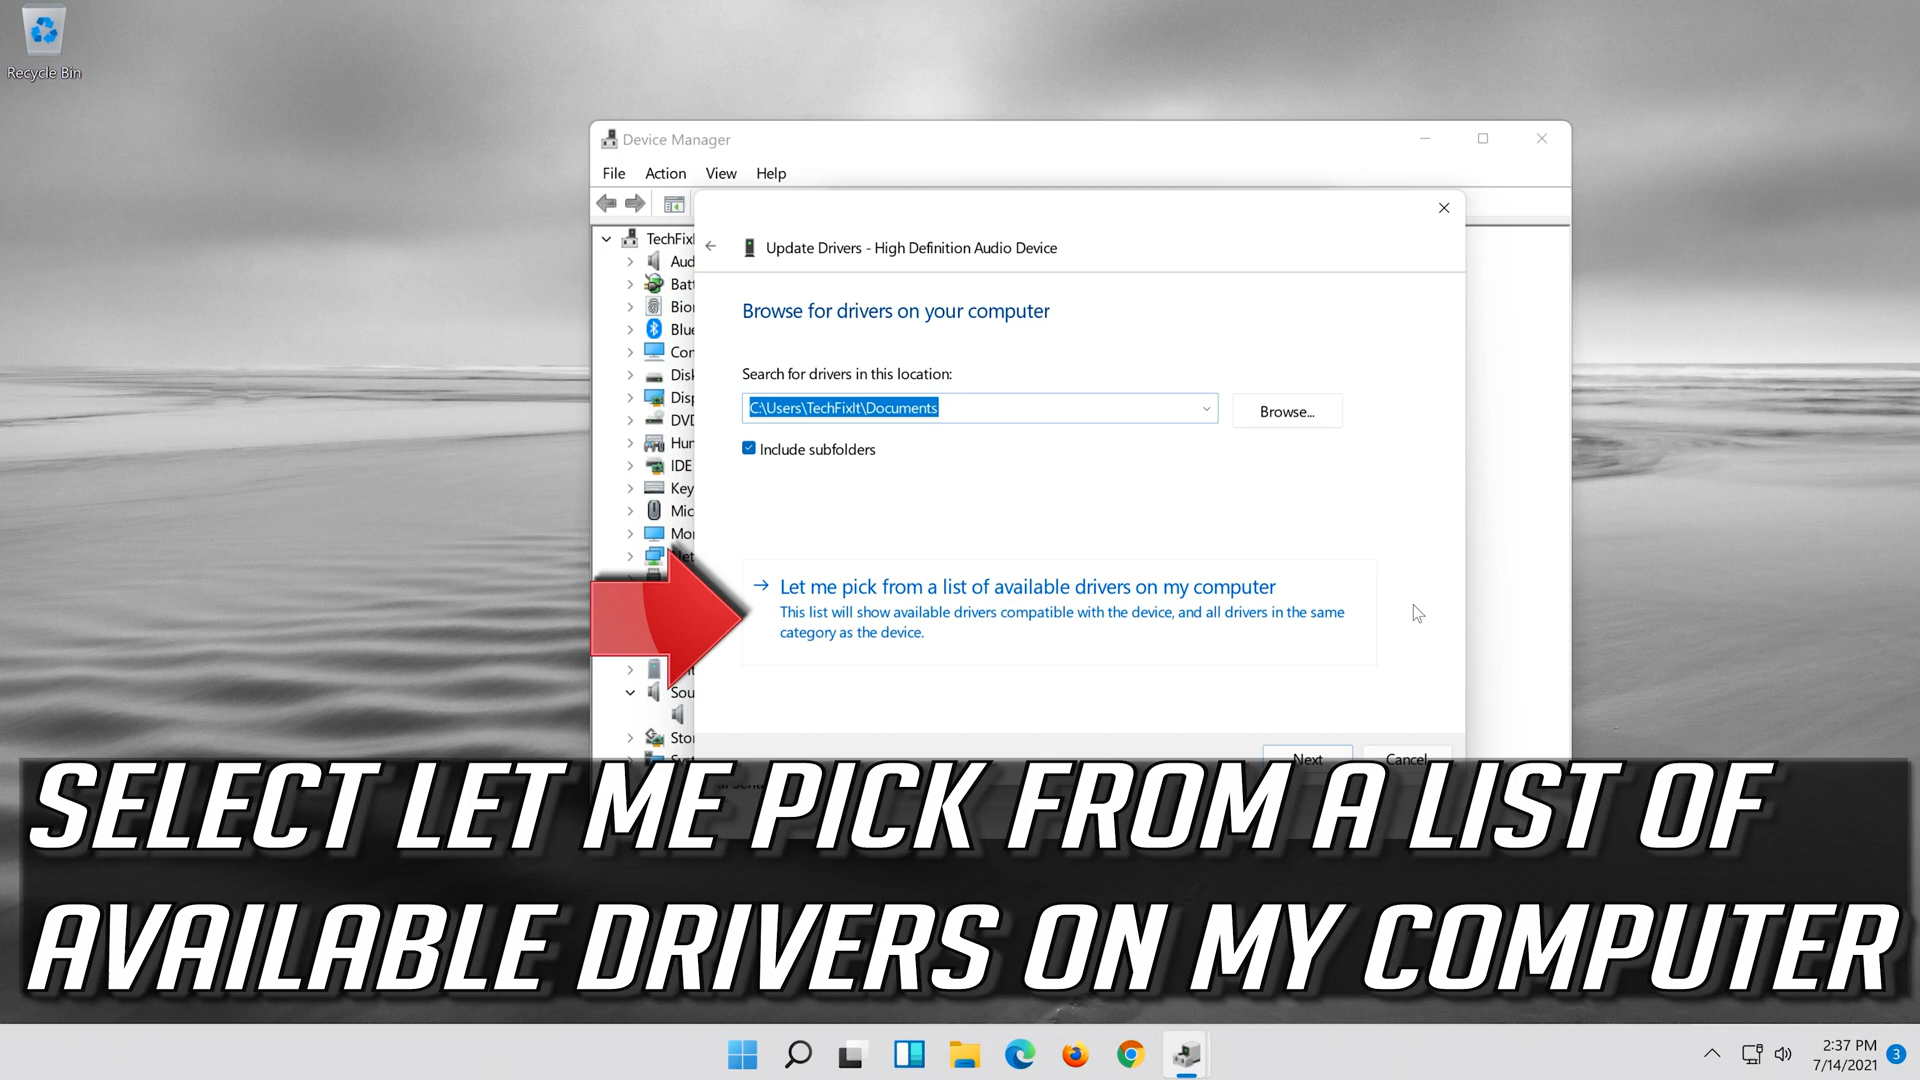 Recycle Bin
Device Manager
File Action View Help
TechFixI
Update Drivers - High Definition Audio Device
Aud
Batt
Bior
Blue
Con
Disk
Disp
DVD
Hun
IDE
Key
Mic
Mor
Net
Sou
Stor
Browse for drivers on your computer
Search for drivers in this location:
C:\Users\TechFixIt\Documents
Browse...
Include subfolders
Let me pick from a list of available drivers on my computer
This list will show available drivers compatible with the device, and all drivers in the same
category as the device.
Next Cancel
SELECT LET ME PICK FROM A LIST OF
AVAILABLE DRIVERS ON MY COMPUTER
2:37 PM
7/14/2021
3